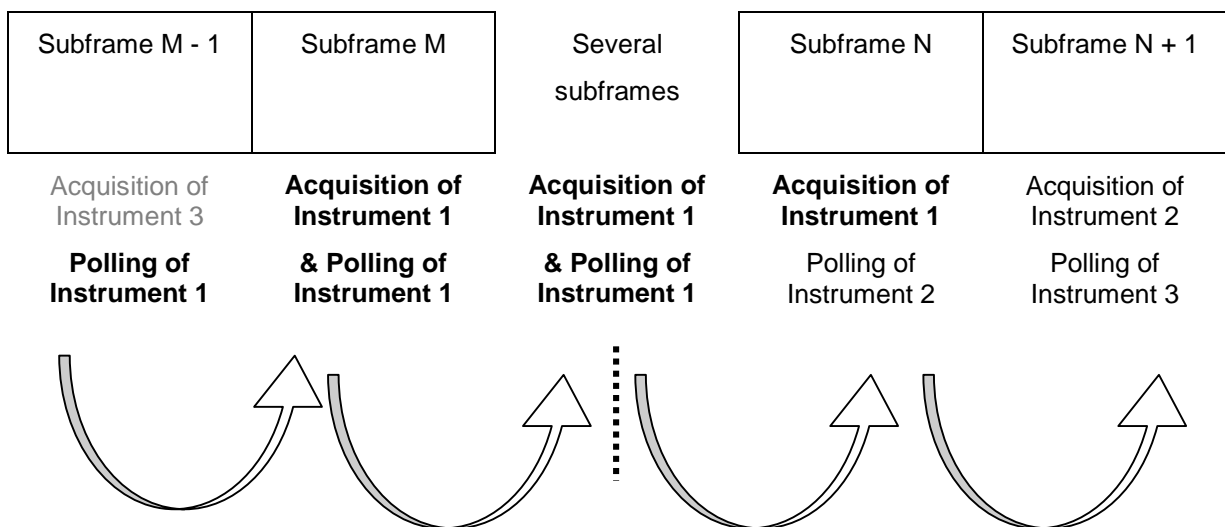 Subframe M - 1
Subframe M
Several
subframes
Subframe N
Subframe N + 1
Acquisition of
Instrument 3
Polling of
Instrument 1
Acquisition of
Instrument 1
& Polling of
Instrument 1
Acquisition of
Instrument 1
& Polling of
Instrument 1
Acquisition of
Instrument 1
Polling of
Instrument 2
Acquisition of
Instrument 2
Polling of
Instrument 3